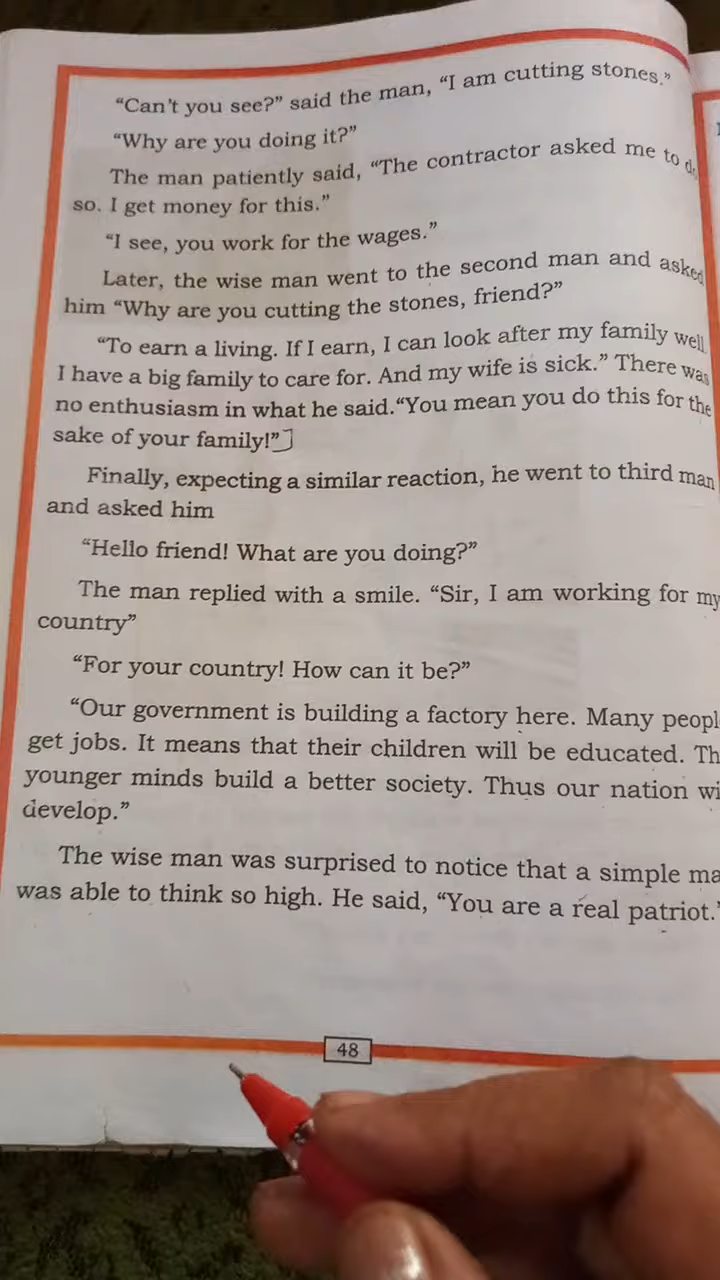 “Can’t you see?” said the man, “I am cutting stones.”
“Why are you doing it?”
The man patiently said, “The contractor asked me to
so. I get money for this.”
“I see, you work for the wages.”
Later, the wise man went to the second man and asked
him “Why are you cutting the stones, friend?”
“To earn a living. If I earn, I can look after my family well
I have a big family to care for. And my wife is sick.” There was
no enthusiasm in what he said.“You mean you do this for the
sake of your family!”
Finally, expecting a similar reaction, he went to third man
and asked him
“Hello friend! What are you doing?”
The man replied with a smile. “Sir, I am working for my
country”
“For your country! How can it be?”
“Our government is building a factory here. Many
get jobs. It means that their children will be educated.
younger minds build a better society. Thus our nation
develop.”
The wise man was surprised to notice that a simple
was able to think so high. He said, “You are a real patriot.”
48